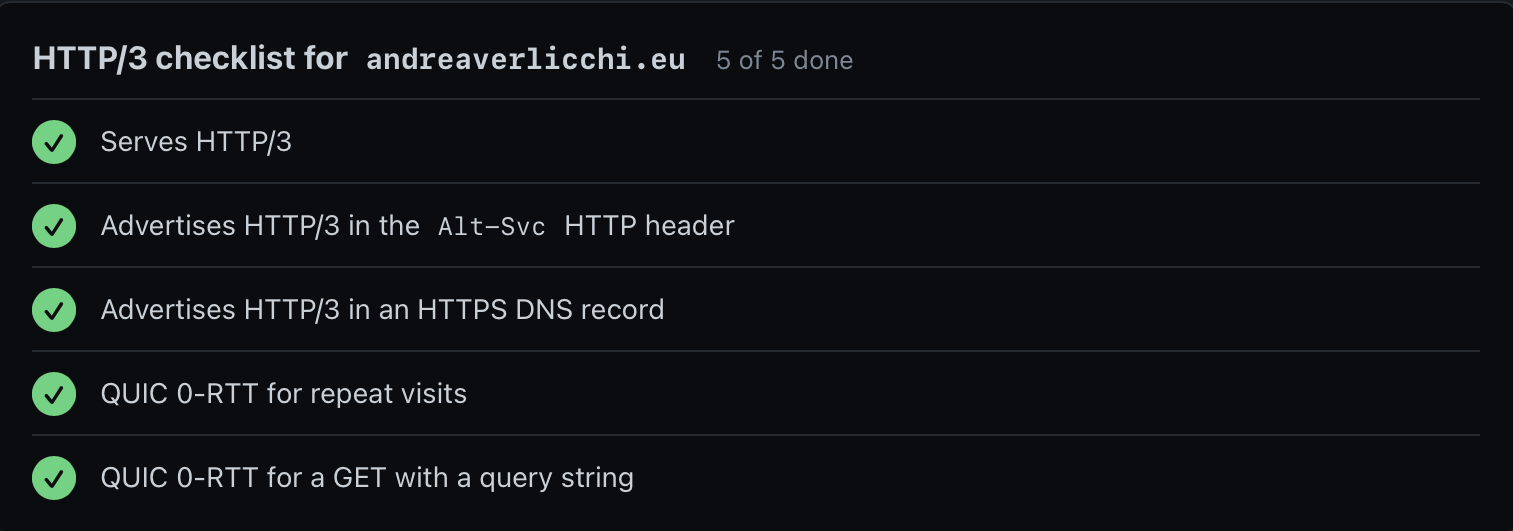 HTTP/3 checklist for andreaverlicchi.eu 5 of 5 done
Serves HTTP/3
Advertises HTTP/3 in the Alt-Svc HTTP header
Advertises HTTP/3 in an HTTPS DNS record
QUIC 0-RTT for repeat visits
QUIC 0-RTT for a GET with a query string